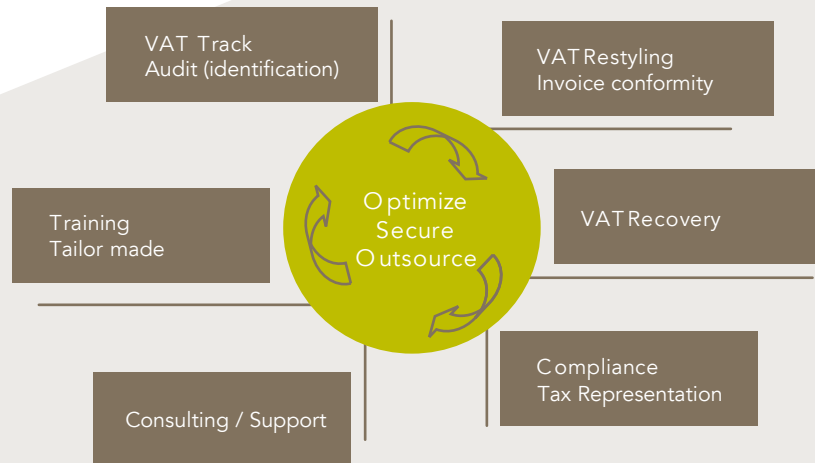 VAT Track
Audit (identification)
VAT Restyling
Invoice conformity
Optimize
Secure
Outsource
Training
Tailor made
VAT Recovery
Compliance
Tax Representation
Consulting / Support